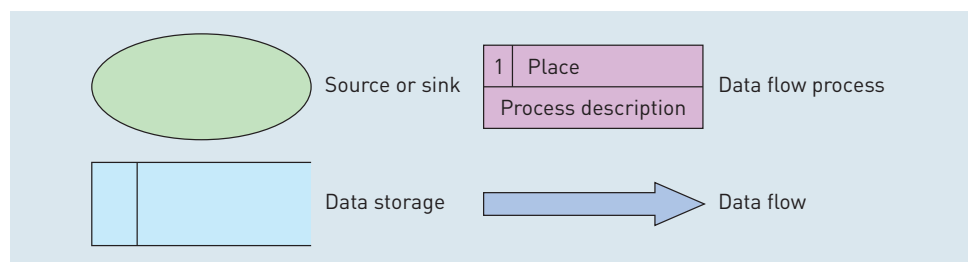 Source or sink
1 Place
Process description
Data flow process
Data storage
Data flow